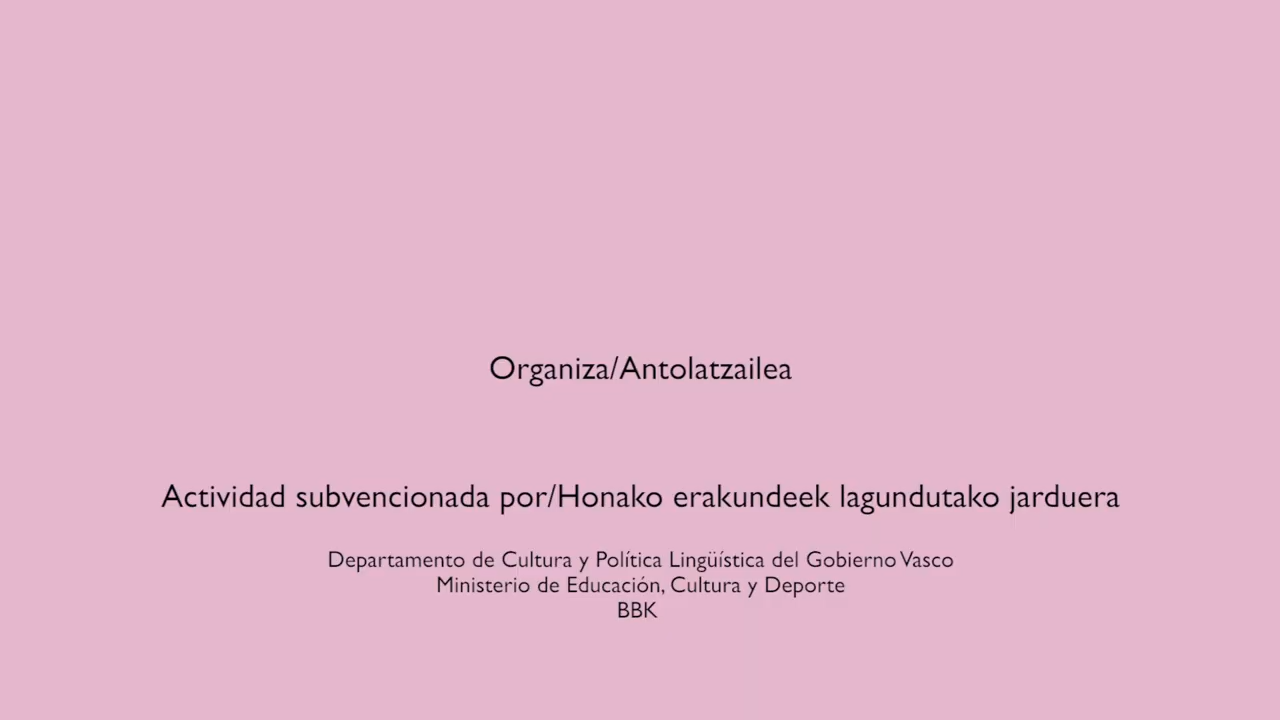 Organiza/Antolatzailea
Actividad subvencionada por/Honako erakundeek lagundutako jarduera
Departamento de Cultura y Política Lingüística del Gobierno Vasco
Ministerio de Educación, Cultura y Deporte
BBK